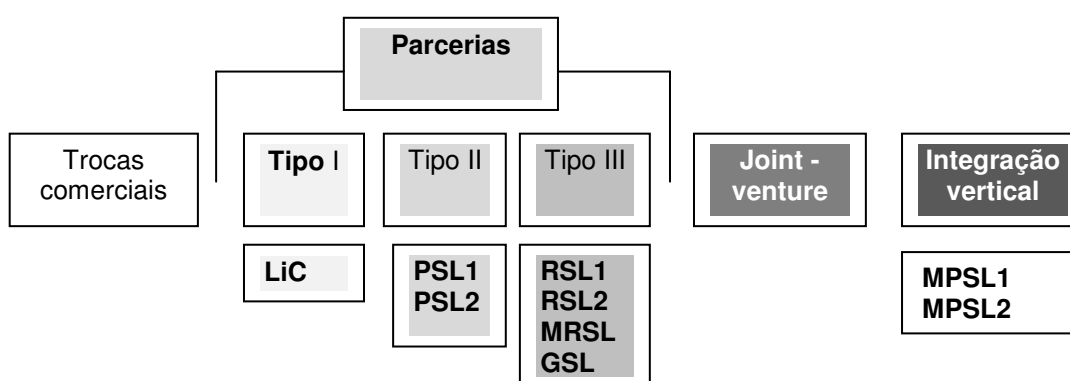 Parcerias
Trocas
comerciais
Tipo I
Tipo II
Tipo III
Joint -
venture
Integração
vertical
LiC
PSL1
PSL2
RSL1
RSL2
MRSL
GSL
MPSL1
MPSL2